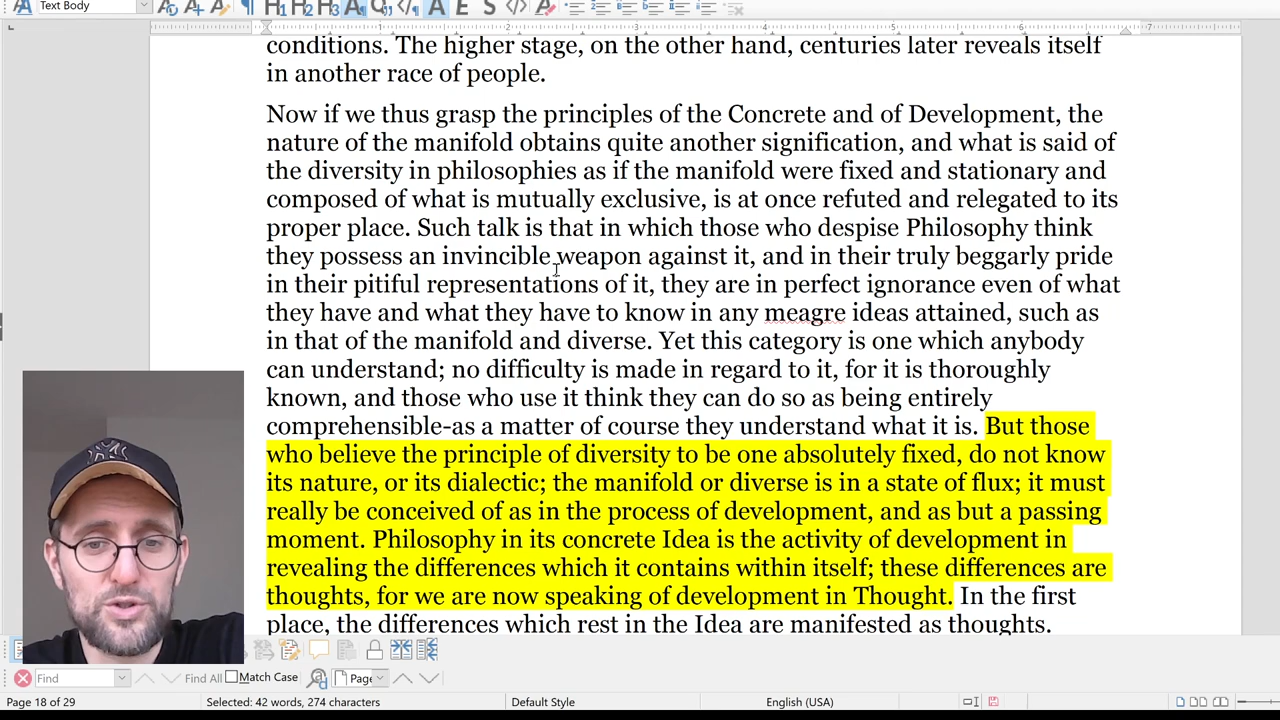 Text Body
H1 H2 H3 A E S
2 3 4 5 6 7
conditions. The higher stage, on the other hand, centuries later reveals itself
in another race of people.
Now if we thus grasp the principles of the Concrete and of Development, the
nature of the manifold obtains quite another signification, and what is said of
the diversity in philosophies as if the manifold were fixed and stationary and
composed of what is mutually exclusive, is at once refuted and relegated to its
proper place. Such talk is that in which those who despise Philosophy think
they possess an invincible weapon against it, and in their truly beggarly pride
in their pitiful representations of it, they are in perfect ignorance even of what
they have and what they have to know in any meagre ideas attained, such as
in that of the manifold and diverse. Yet this category is one which anybody
can understand; no difficulty is made in regard to it, for it is thoroughly
known, and those who use it think they can do so as being entirely
comprehensible-as a matter of course they understand what it is. But those
who believe the principle of diversity to be one absolutely fixed, do not know
its nature, or its dialectic; the manifold or diverse is in a state of flux; it must
really be conceived of as in the process of development, and as but a passing
moment. Philosophy in its concrete Idea is the activity of development in
revealing the differences which it contains within itself; these differences are
thoughts, for we are now speaking of development in Thought. In the first
place, the differences which rest in the Idea are manifested as thoughts.
Find Find All Match Case Page
Page 18 of 29 Selected: 42 words, 274 characters Default Style English (USA)